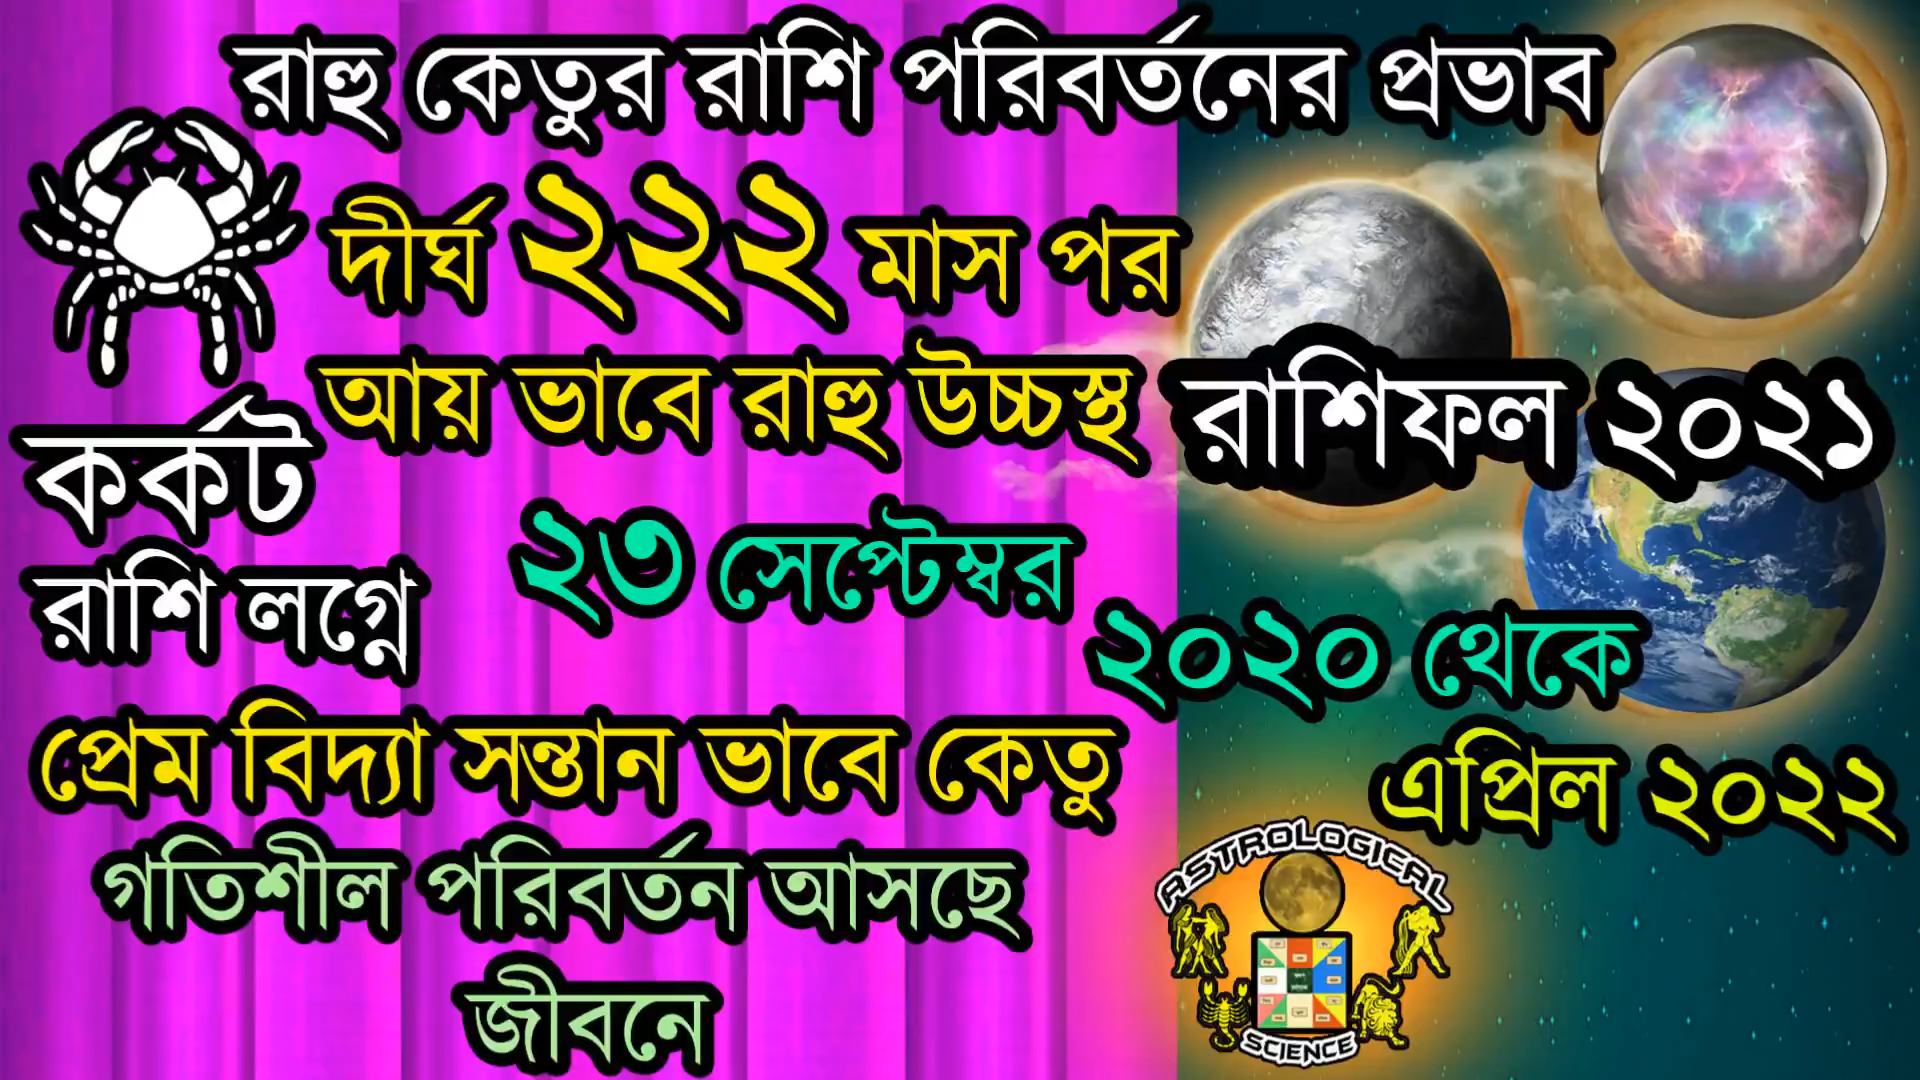 রাহু কেতুর রাশি পরিবর্তনের প্রভাব
দীর্ঘ ২২২ মাস পর
আয় ভাবে রাহু উচ্চস্থ
রাশিফল ২০২১
কর্কট
রাশি লগ্নে
২৩ সেপ্টেম্বর
২০২০ থেকে
এপ্রিল ২০২২
প্রেম বিদ্যা সন্তান ভাবে কেতু
গতিশীল পরিবর্তন আসছে
জীবনে
ASTROLOGICAL
SCIENCE